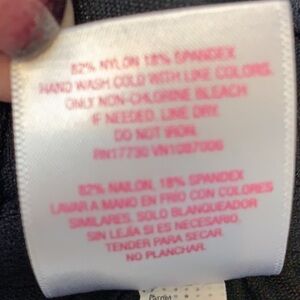 82% NYLON 18% SPANDEX
HAND WASH COLD WITH LIKE COLORS.
ONLY NON-CHLORINE BLEACH
IF NEEDED. LINE DRY.
DO NOT IRON.
RN17730 VN1087006
82% NAILON, 18% SPANDEX
LAVAR A MANO EN FRÍO CON COLORES
SIMILARES. SOLO BLANQUEADOR
SIN LEJÍA SI ES NECESARIO.
TENDER PARA SECAR.
NO PLANCHAR.